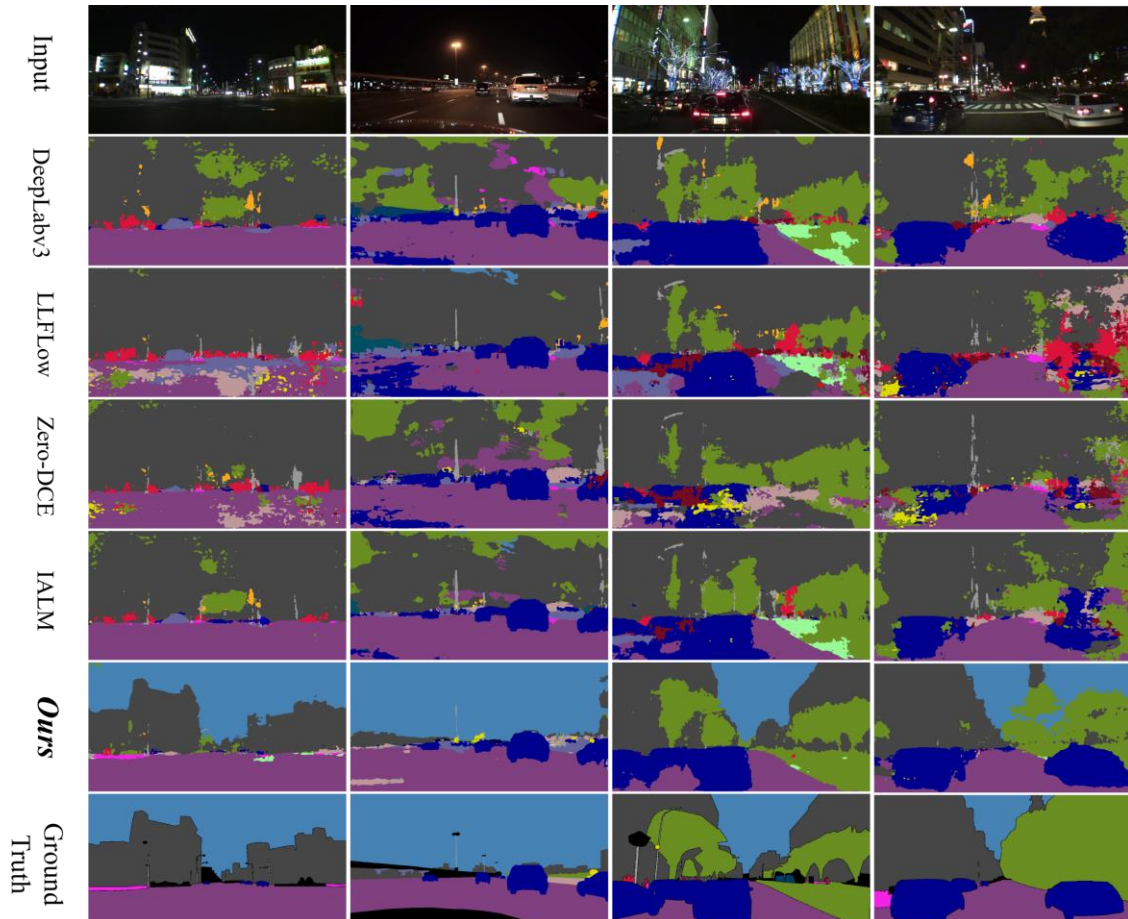 Input
DeepLabv3
LLFLow
Zero-DCE
IALM
Ours
Ground
Truth